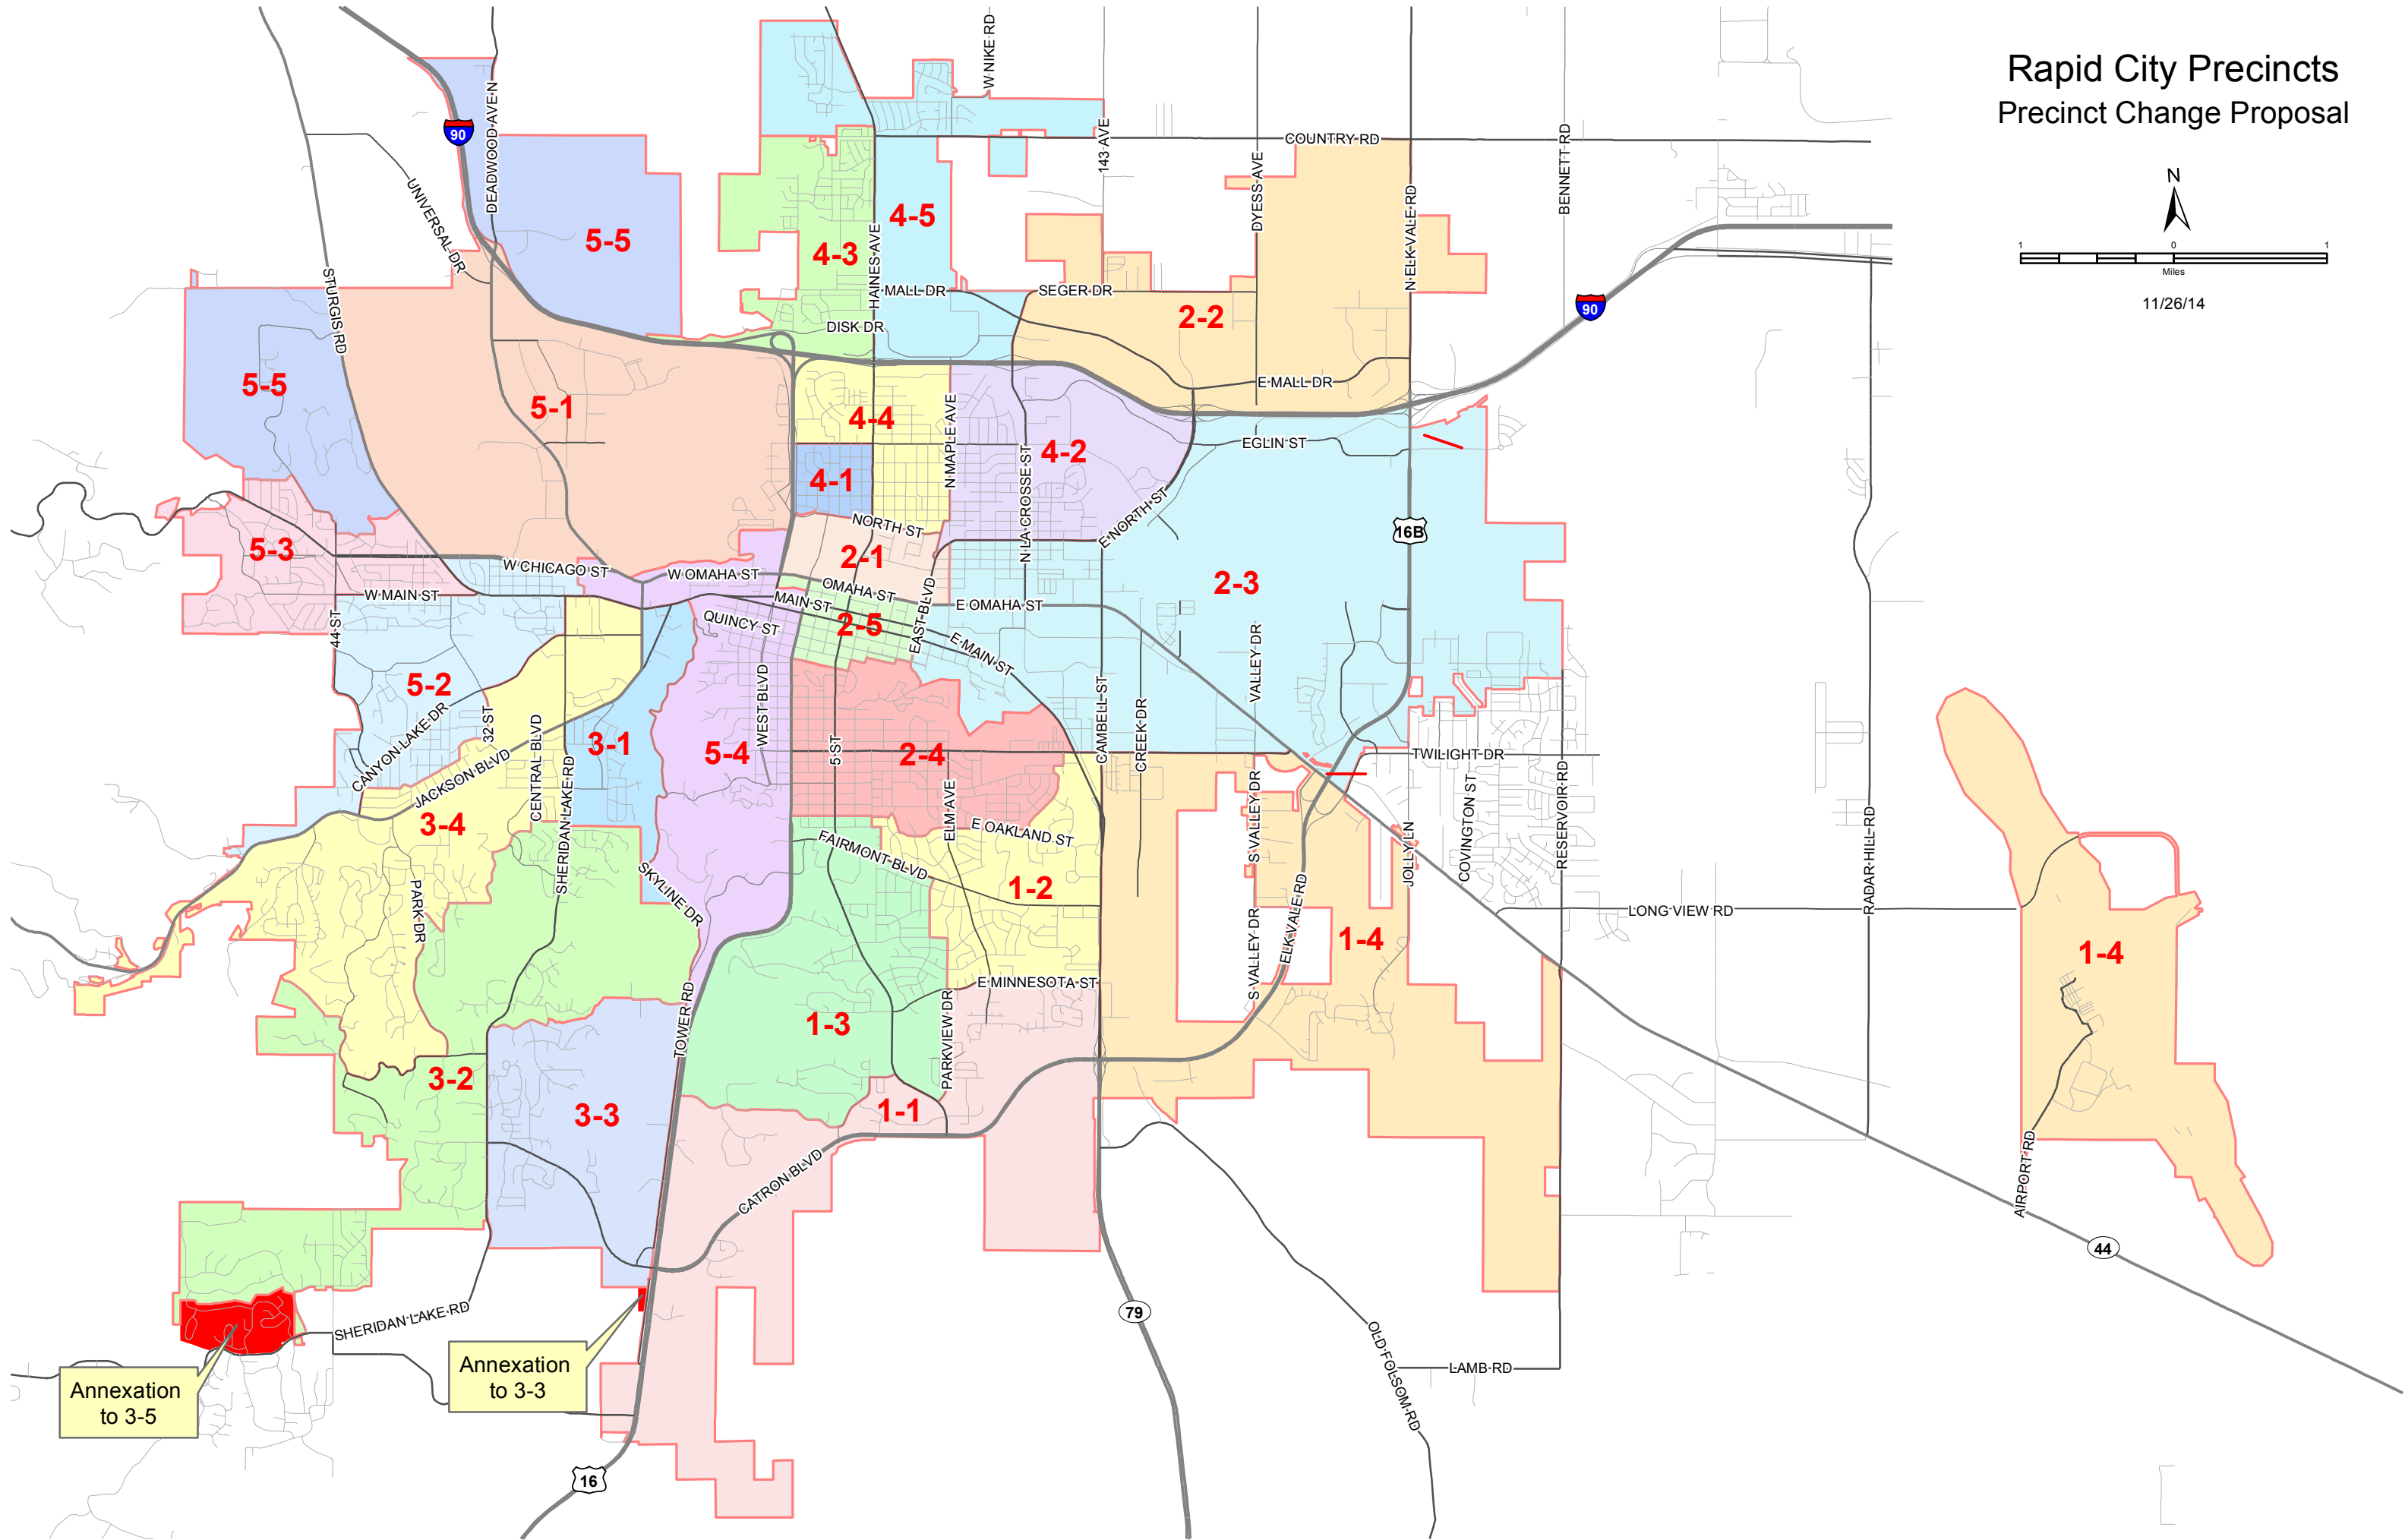 Rapid City Precincts
Precinct Change Proposal
N
1
0
1
Miles
11/26/14
W NIKE RD
DEADWOOD AVE N
90
143 AVE
COUNTRY RD
BENNETT RD
DYESS AVE
N ELK VALE RD
UNIVERSAL DR
5-5
4-5
4-3
HAINES AVE
STURGIS RD
MALL DR
SEGER DR
2-2
90
DISK DR
5-5
5-1
E MALL DR
4-4
N MAPLE AVE
4-2
EGLIN ST
4-1
N LA CROSSE ST
E NORTH ST
NORTH ST
16B
5-3
2-1
W CHICAGO ST
W OMAHA ST
OMAHA ST
2-3
W MAIN ST
MAIN ST
EAST BLVD
E OMAHA ST
QUINCY ST
2-5
44 ST
E MAIN ST
VALLEY DR
5-2
CANYON LAKE DR
32 ST
WEST BLVD
CAMBELL ST
CREEK DR
CENTRAL BLVD
3-1
5-4
5 ST
2-4
TWILIGHT DR
JACKSON BLVD
SHERIDAN LAKE RD
ELM AVE
S VALLEY DR
COVINGTON ST
RESERVOIR RD
3-4
E OAKLAND ST
JOLLY LN
RADAR HILL RD
FAIRMONT BLVD
SKYLINE DR
1-2
PARK DR
ELK VALE RD
LONG VIEW RD
S VALLEY DR
1-4
1-4
E MINNESOTA ST
TOWER RD
1-3
PARKVIEW DR
3-2
3-3
1-1
CATRON BLVD
AIRPORT RD
44
SHERIDAN LAKE RD
79
Annexation
to 3-3
OLD FOLSOM RD
LAMB RD
Annexation
to 3-5
16